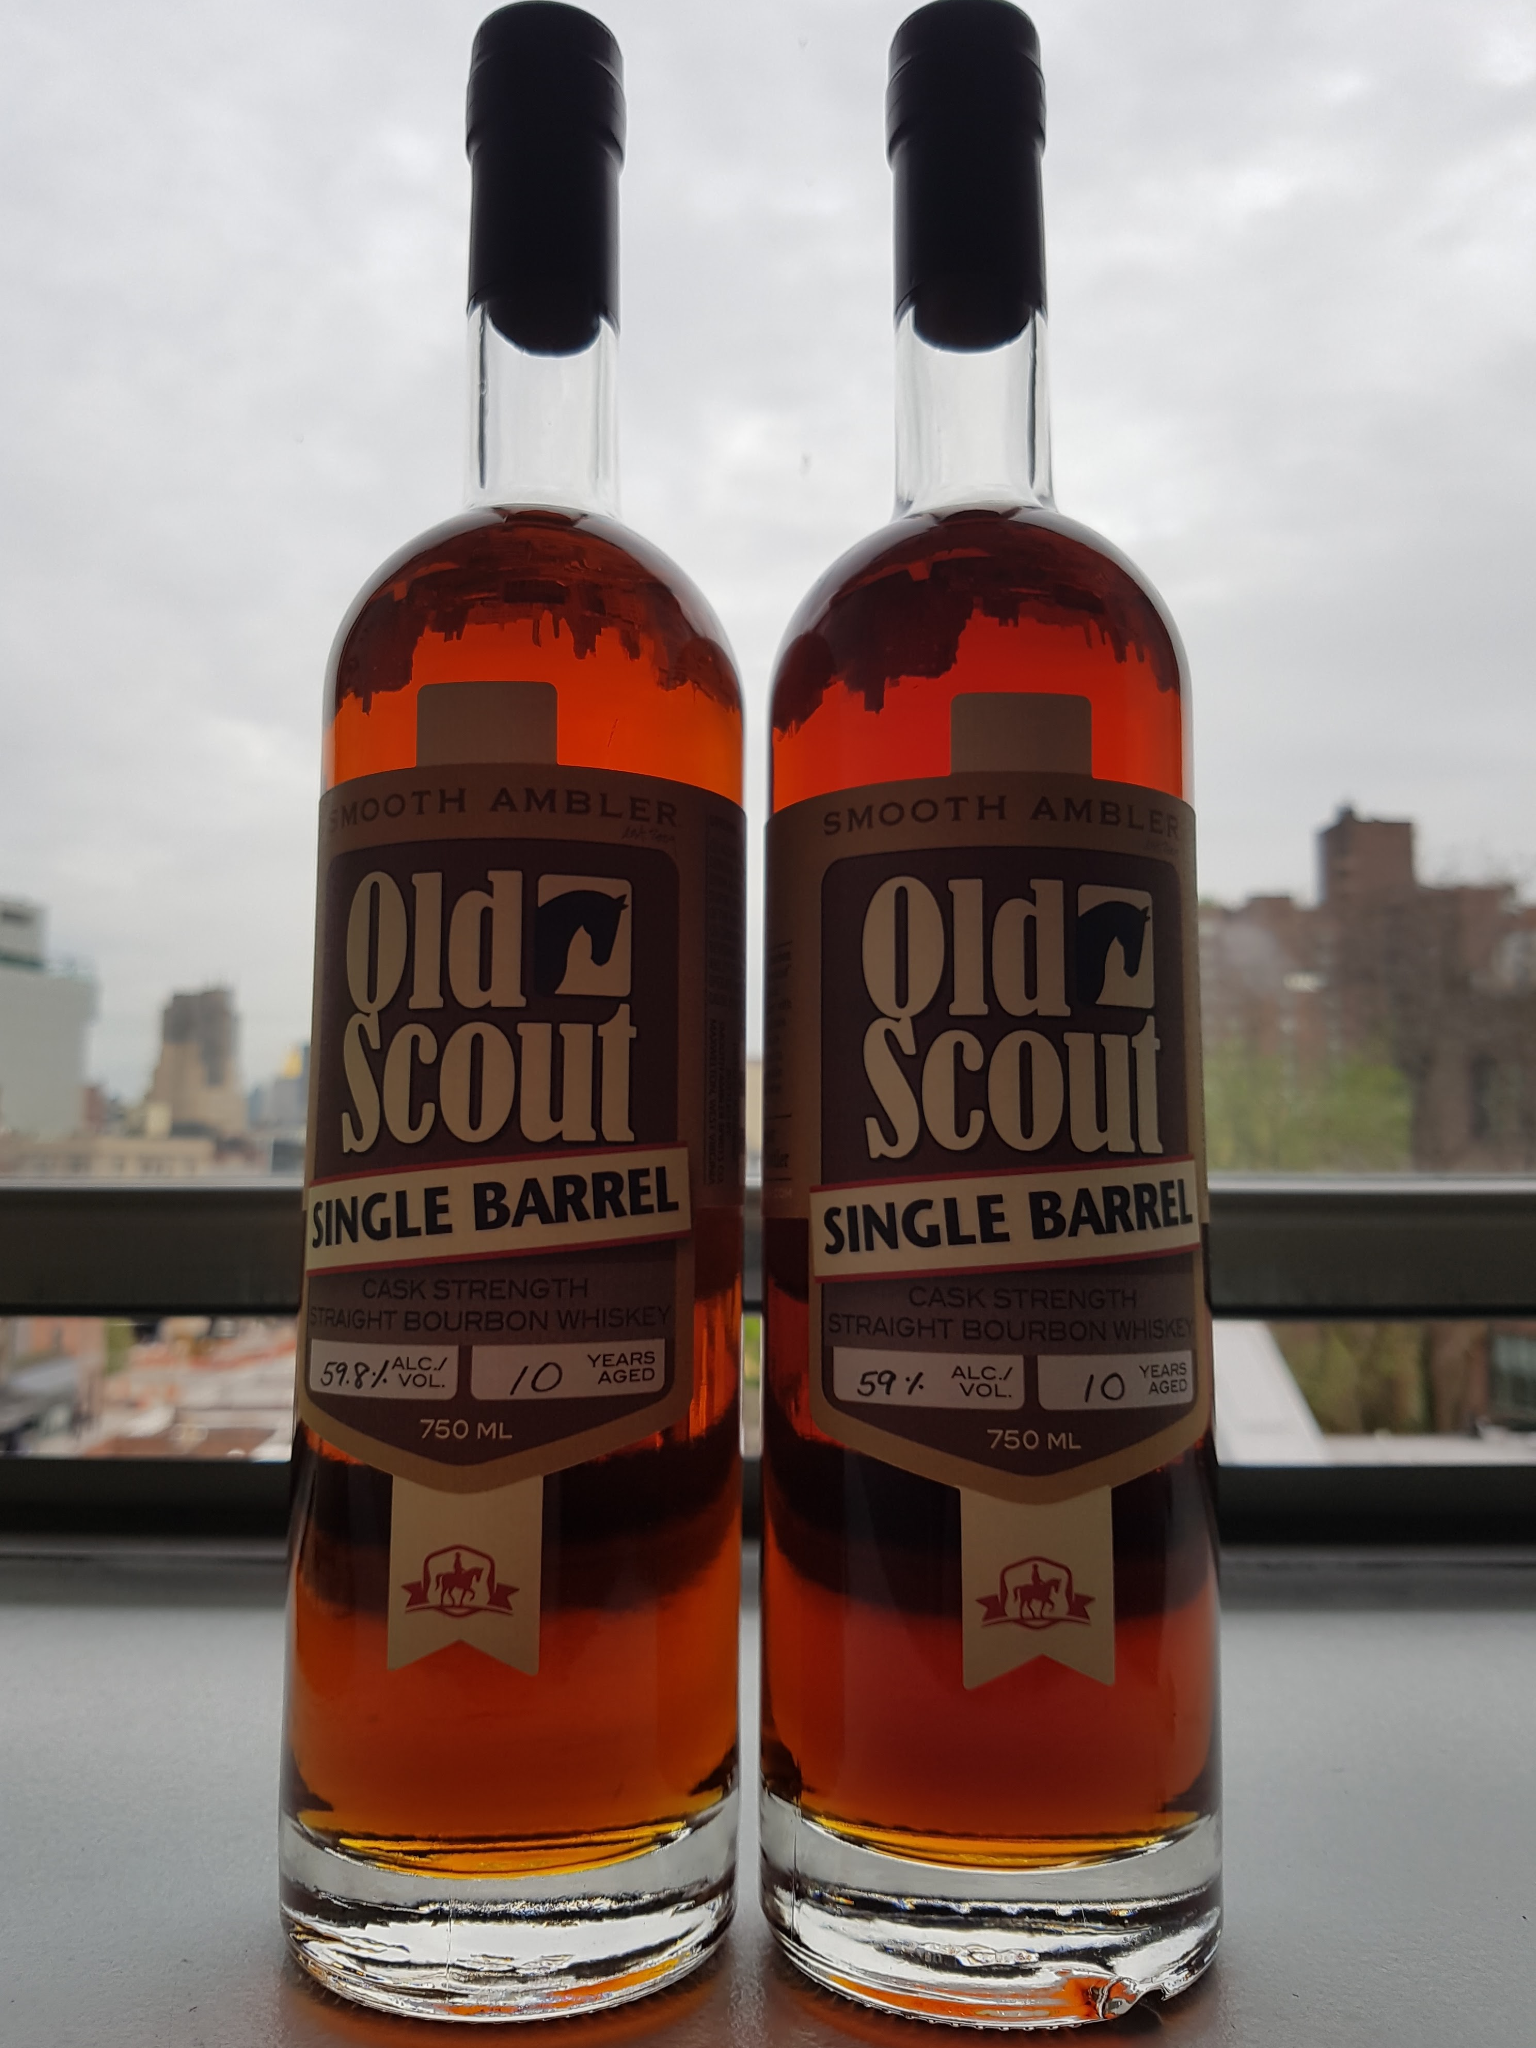 SMOOTH AMBLER
Old
Scout
SINGLE BARREL
CASK STRENGTH
STRAIGHT BOURBON WHISKEY
59.8% ALC./
VOL.
10 YEARS
AGED
750 ML
SMOOTH AMBLER
Old
Scout
SINGLE BARREL
CASK STRENGTH
STRAIGHT BOURBON WHISKEY
59% ALC./
VOL.
10 YEARS
AGED
750 ML